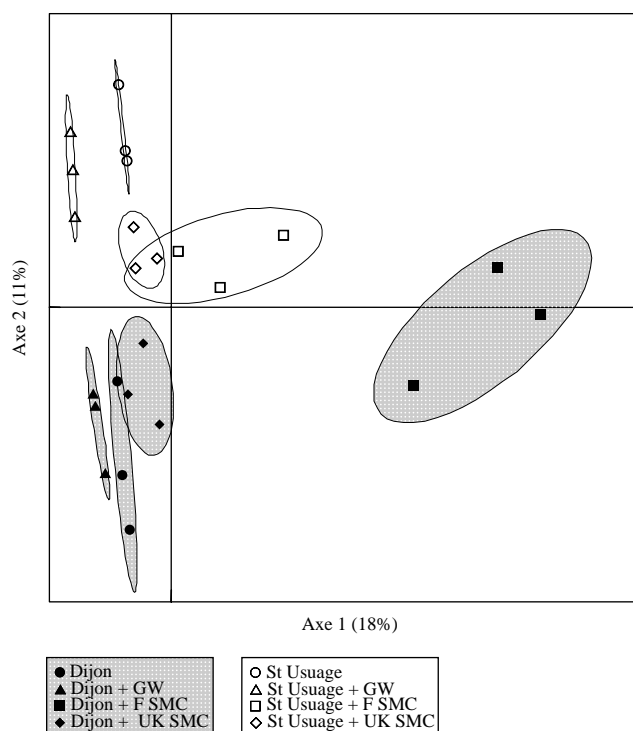 Axe 2 (11%)
Axe 1 (18%)
Dijon
Dijon + GW
Dijon + F SMC
Dijon + UK SMC
St Usuage
St Usuage + GW
St Usuage + F SMC
St Usuage + UK SMC